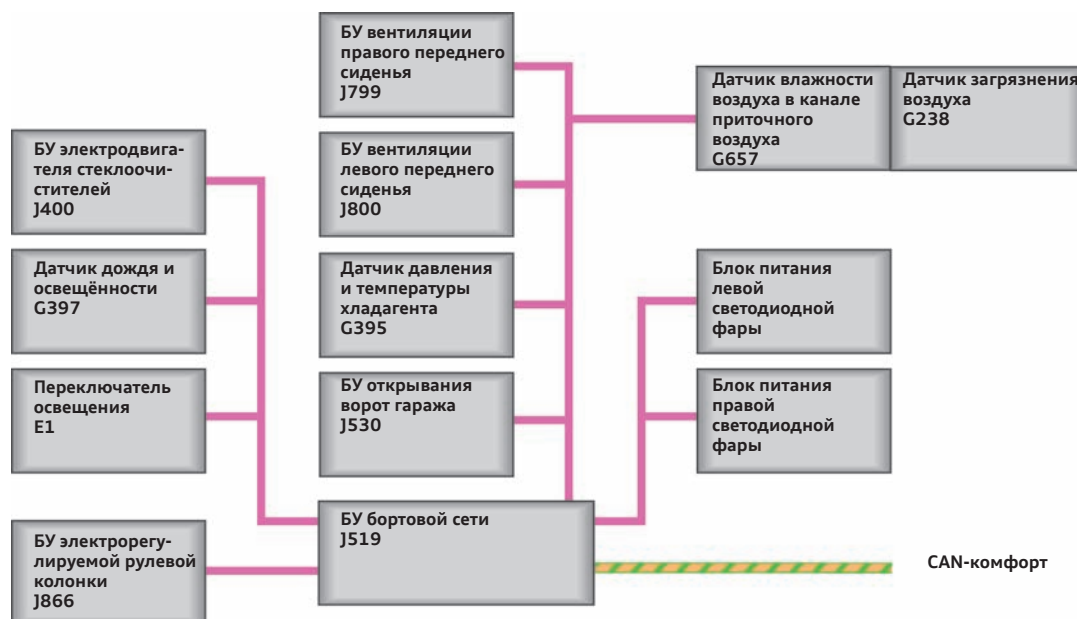 БУ вентиляции
правого переднего
сиденья
J799
Датчик влажности
воздуха в канале
приточного
воздуха
G657
Датчик загрязнения
воздуха
G238
БУ электродвига-
теля стеклоочи-
стителей
J400
БУ вентиляции
левого переднего
сиденья
J800
Датчик дождя и
освещённости
G397
Датчик давления
и температуры
хладагента
G395
Блок питания
левой
светодиодной
фары
Переключатель
освещения
E1
БУ открывания
ворот гаража
J530
Блок питания
правой
светодиодной
фары
БУ электрорегу-
лируемой рулевой
колонки
J866
БУ бортовой сети
J519
CAN-комфорт